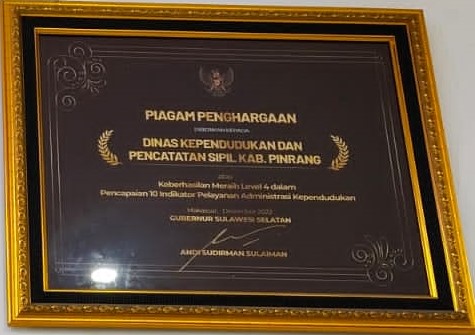 PIAGAM PENGHARGAAN
DIBERIKAN KEPADA
DINAS KEPENDUDUKAN DAN
PENCATATAN SIPIL KAB. PINRANG
atas
Keberhasilan Meraih Level 4 dalam
Pencapaian 10 Indikator Pelayanan Administrasi Kependudukan
Makassar, Desember 2022
GUBERNUR SULAWESI SELATAN
ANDI SUDIRMAN SULAIMAN